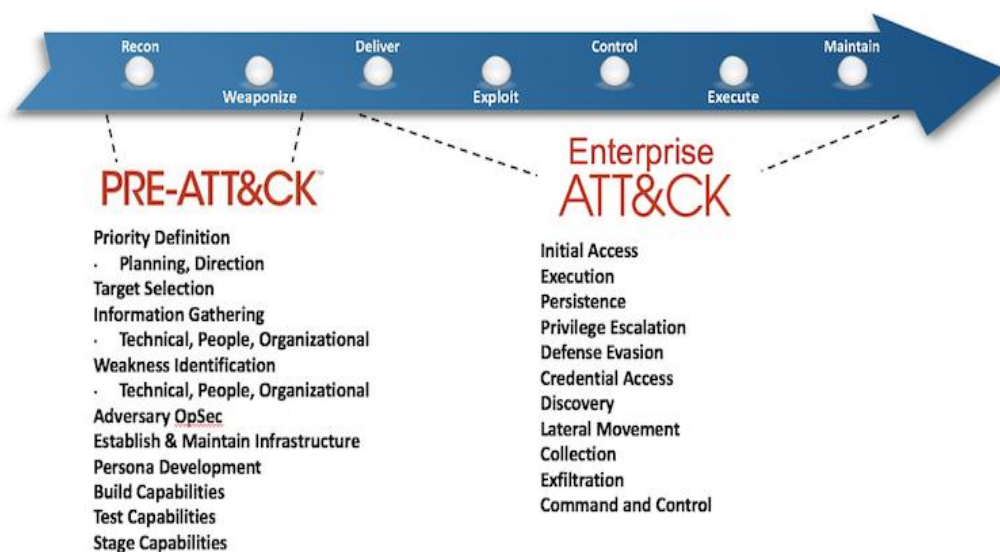 Recon
Deliver
Control
Maintain
Weaponize
Exploit
Execute
PRE-ATT&CK™
Priority Definition
· Planning, Direction
Target Selection
Information Gathering
· Technical, People, Organizational
Weakness Identification
· Technical, People, Organizational
Adversary OpSec
Establish & Maintain Infrastructure
Persona Development
Build Capabilities
Test Capabilities
Stage Capabilities
Enterprise
ATT&CK
Initial Access
Execution
Persistence
Privilege Escalation
Defense Evasion
Credential Access
Discovery
Lateral Movement
Collection
Exfiltration
Command and Control